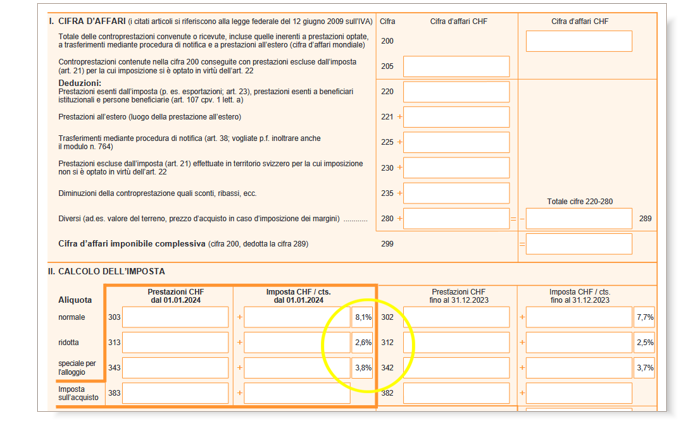 I. CIFRA D'AFFARI (i citati articoli si riferiscono alla legge federale del 12 giugno 2009 sull'IVA) Cifra Cifra d'affari CHF Cifra d'affari CHF
Totale delle controprestazioni convenute o ricevute, incluse quelle inerenti a prestazioni optate,
a trasferimenti mediante procedura di notifica e a prestazioni all'estero (cifra d'affari mondiale) 200
Controprestazioni contenute nella cifra 200 conseguite con prestazioni escluse dall'imposta
(art. 21) per la cui imposizione si è optato in virtù dell'art. 22 205
Deduzioni:
Prestazioni esenti dall'imposta (p. es. esportazioni; art. 23), prestazioni esenti a beneficiari 220
istituzionali e persone beneficiarie (art. 107 cpv. 1 lett. a)
Prestazioni all'estero (luogo della prestazione all'estero) 221 +
Trasferimenti mediante procedura di notifica (art. 38; vogliate p.f. inoltrare anche
il modulo n. 764) 225 +
Prestazioni escluse dall'imposta (art. 21) effettuate in territorio svizzero per la cui imposizione
non si è optato in virtù dell'art. 22 230 +
Diminuzioni della controprestazione quali sconti, ribassi, ecc. 235 +
Totale cifre 220-280
Diversi (ad.es. valore del terreno, prezzo d'acquisto in caso d'imposizione dei margini) ............ 280 + = – 289
Cifra d'affari imponibile complessiva (cifra 200, dedotta la cifra 289) 299 =
II. CALCOLO DELL'IMPOSTA
Aliquota Prestazioni CHF Imposta CHF / cts. Prestazioni CHF Imposta CHF / cts.
dal 01.01.2024 dal 01.01.2024 fino al 31.12.2023 fino al 31.12.2023
normale 303 + 8,1% 302 + 7,7%
ridotta 313 + 2,6% 312 + 2,5%
speciale per
l'alloggio 343 + 3,8% 342 + 3,7%
Imposta
sull'acquisto 383 + 382 +